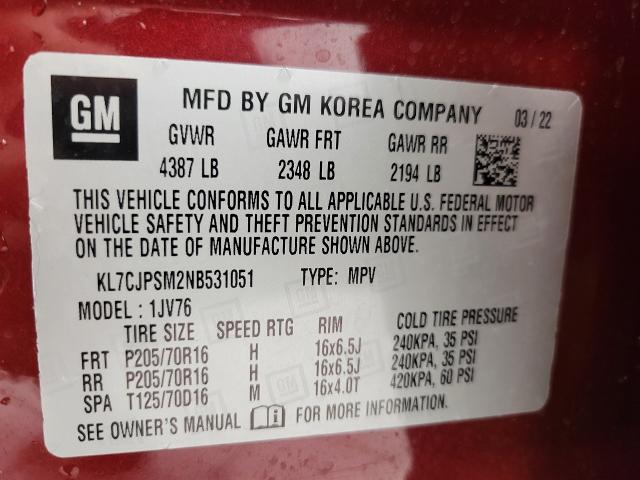 GM
MFD BY GM KOREA COMPANY 03/22
GVWR GAWR FRT GAWR RR
4387 LB 2348 LB 2194 LB
THIS VEHICLE CONFORMS TO ALL APPLICABLE U.S. FEDERAL MOTOR
VEHICLE SAFETY AND THEFT PREVENTION STANDARDS IN EFFECT
ON THE DATE OF MANUFACTURE SHOWN ABOVE.
KL7CJPSM2NB531051 TYPE: MPV
MODEL : 1JV76
TIRE SIZE SPEED RTG RIM COLD TIRE PRESSURE
FRT P205/70R16 H 16x6.5J 240KPA, 35 PSI
RR P205/70R16 H 16x6.5J 240KPA, 35 PSI
SPA T125/70D16 M 16x4.0T 420KPA, 60 PSI
SEE OWNER'S MANUAL FOR MORE INFORMATION.